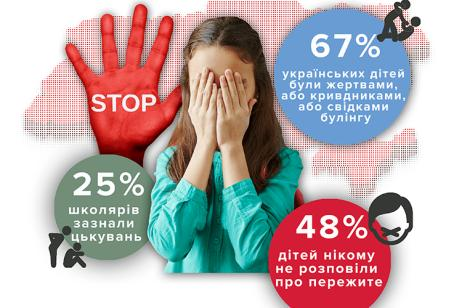 STOP
67%
українських дітей
були жертвами,
або кривдниками,
або свідками
булінгу
25%
школярів
зазнали
цькувань
48%
дітей нікому
не розповіли
про пережите